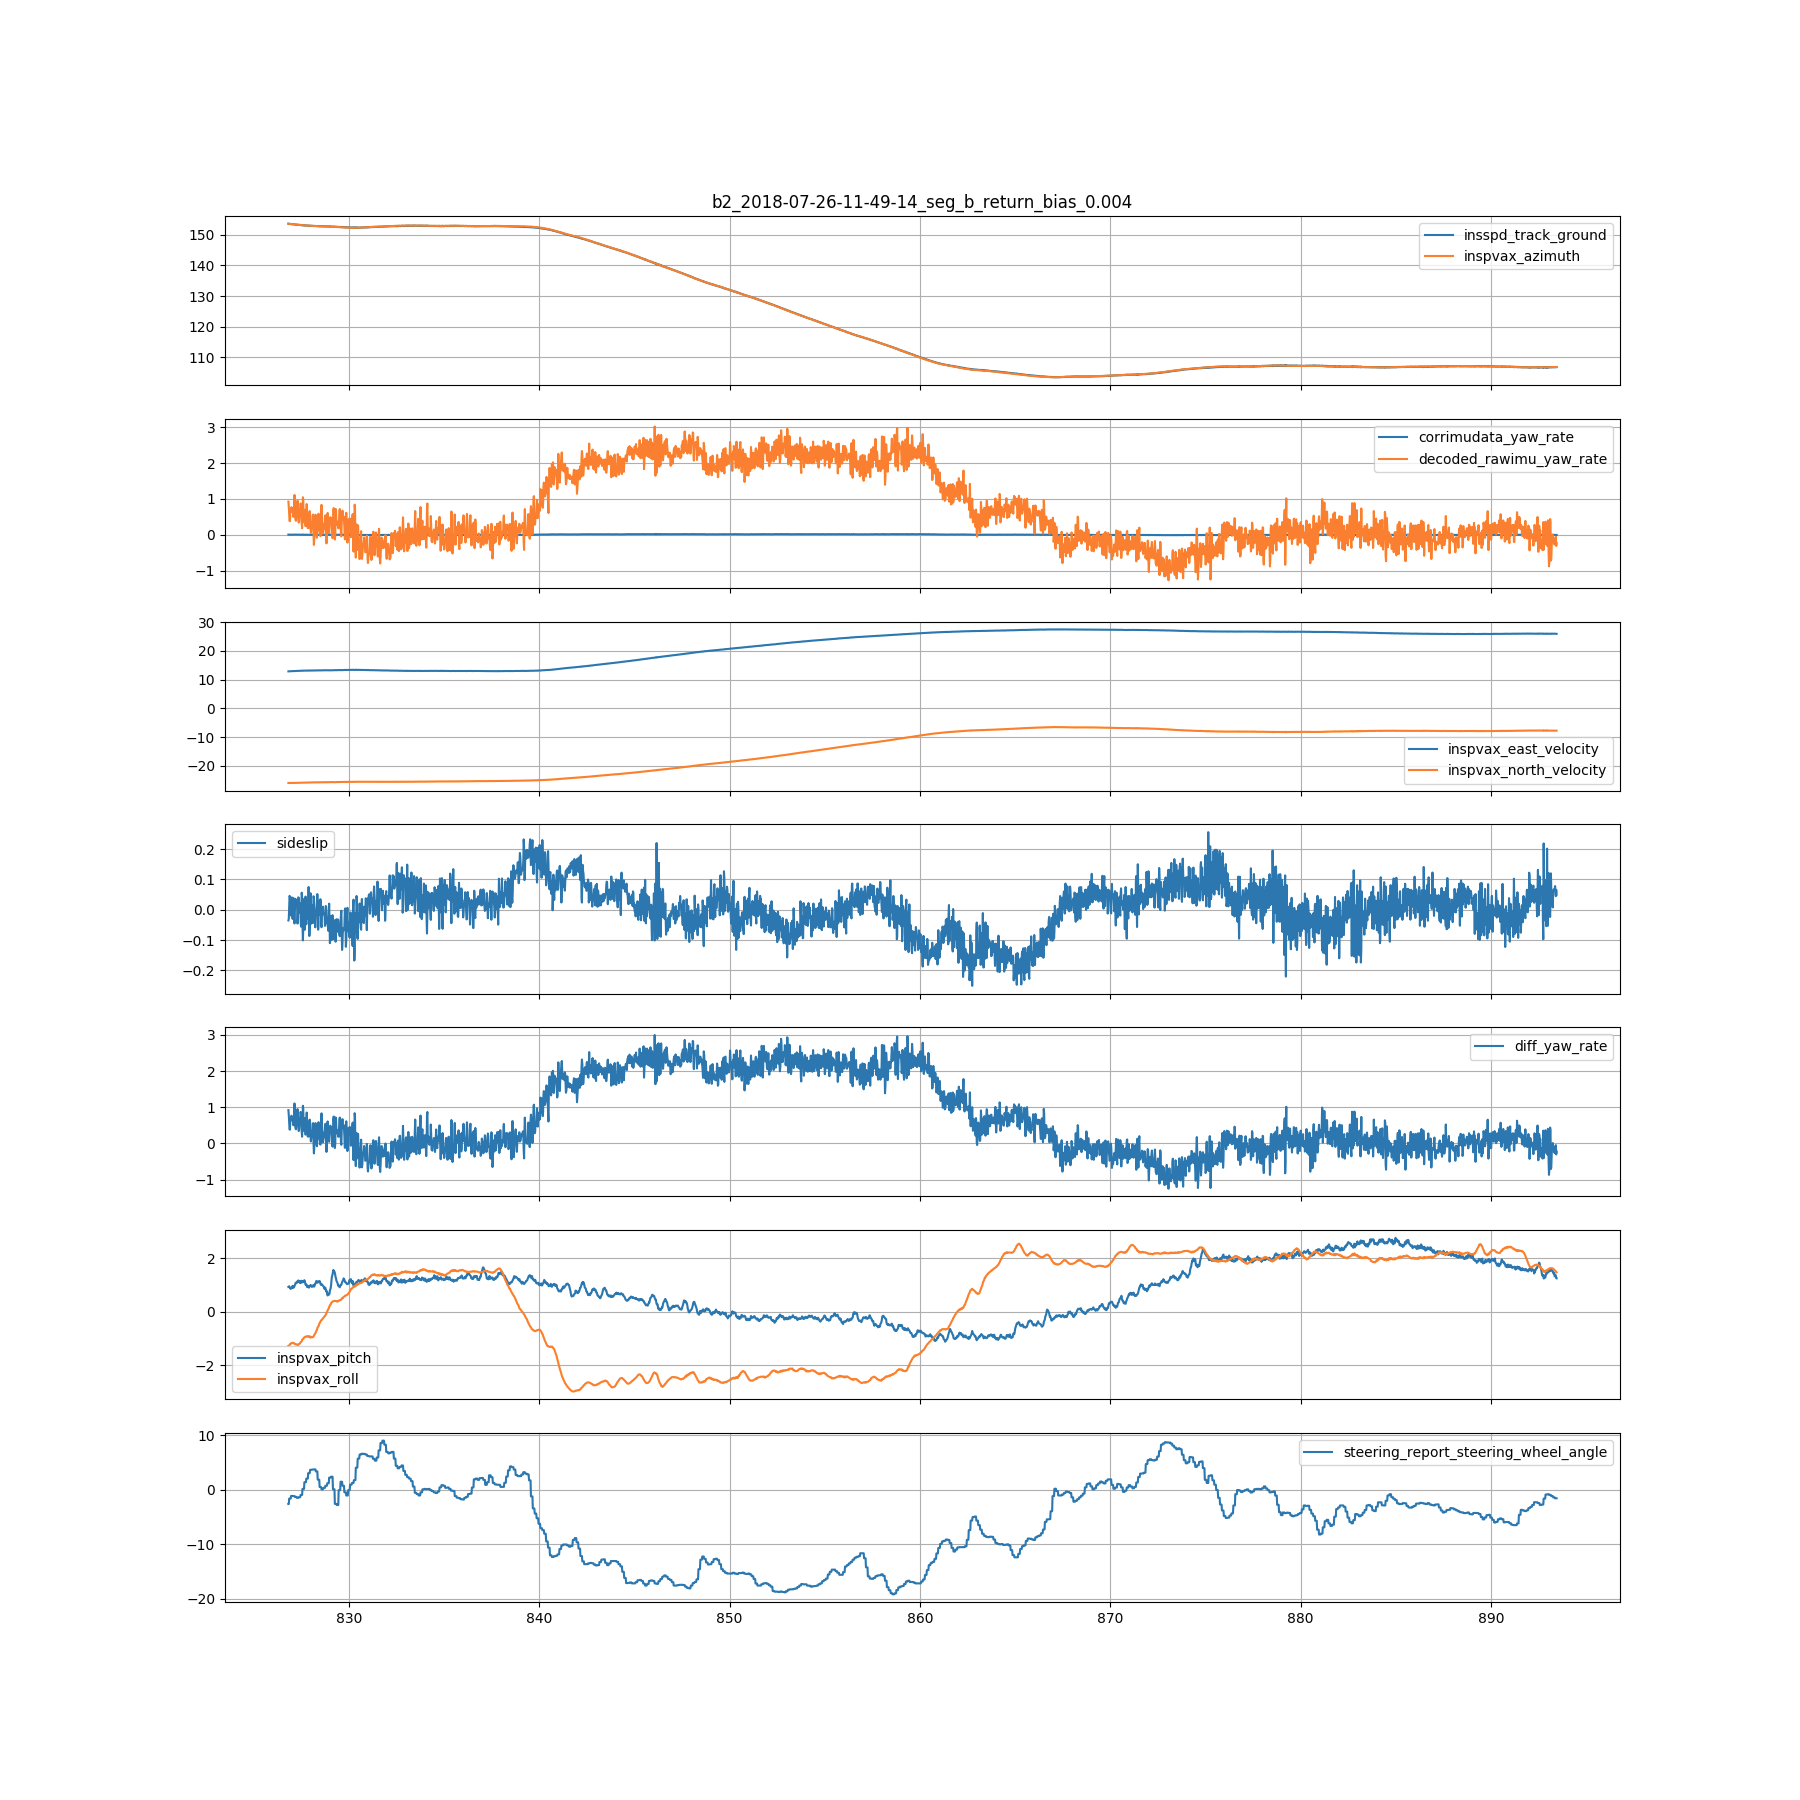 b2_2018-07-26-11-49-14_seg_b_return_bias_0.004
150
140
130
120
110
insspd_track_ground
inspvax_azimuth
3
2
1
0
−1
corrimudata_yaw_rate
decoded_rawimu_yaw_rate
30
20
10
0
−10
−20
inspvax_east_velocity
inspvax_north_velocity
0.2
0.1
0.0
−0.1
−0.2
sideslip
3
2
1
0
−1
diff_yaw_rate
2
0
−2
inspvax_pitch
inspvax_roll
10
0
−10
−20
steering_report_steering_wheel_angle
830 840 850 860 870 880 890